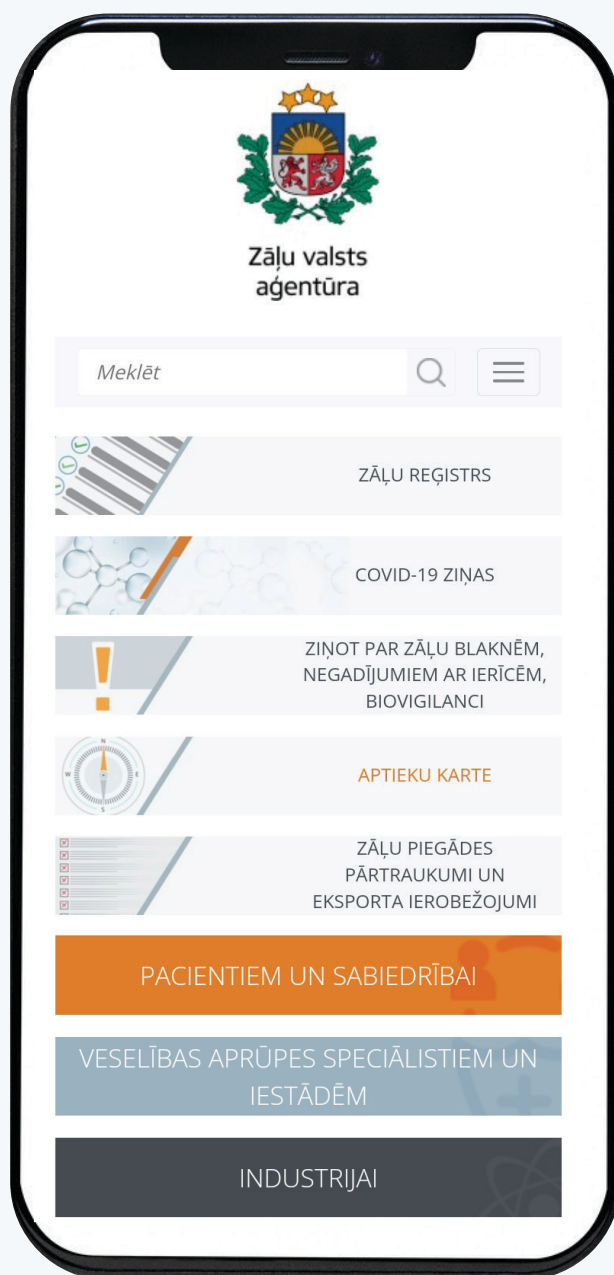 Zāļu valsts
aģentūra
Meklēt
ZĀĻU REĢISTRS
COVID-19 ZIŅAS
ZIŅOT PAR ZĀĻU BLAKNĒM,
NEGADĪJUMIEM AR IERĪCĒM,
BIOVIGILANCI
N
W
E
S
APTIEKU KARTE
ZĀĻU PIEGĀDES
PĀRTRAUKUMI UN
EKSPORTA IEROBEŽOJUMI
PACIENTIEM UN SABIEDRĪBAI
VESELĪBAS APRŪPES SPECIĀLISTIEM UN
IESTĀDĒM
INDUSTRIJAI